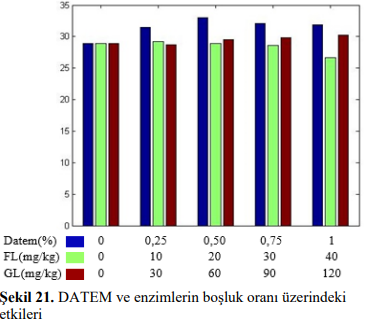 35
30
25
20
15
10
5
0
Datem(%) 0 0,25 0,50 0,75 1
FL(mg/kg) 0 10 20 30 40
GL(mg/kg) 0 30 60 90 120
Şekil 21. DATEM ve enzimlerin boşluk oranı üzerindeki
etkileri